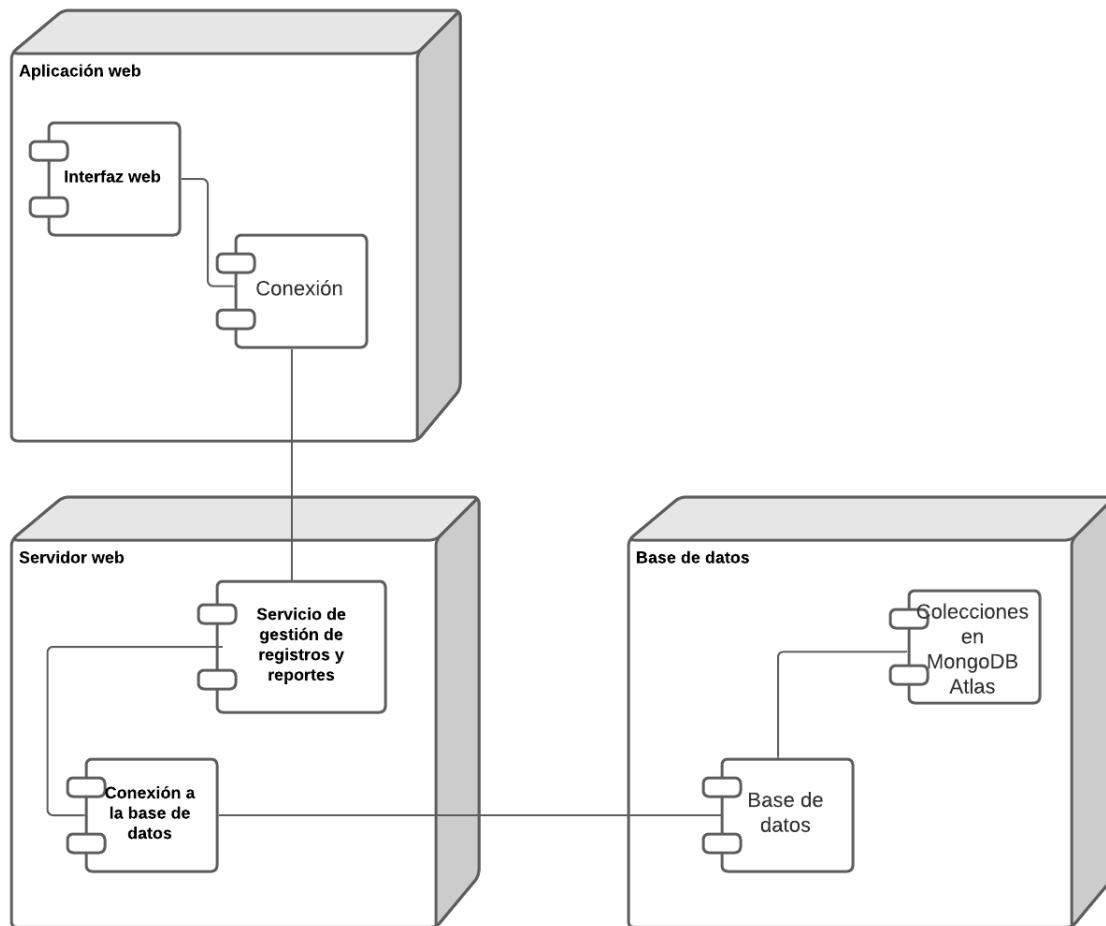 Aplicación web
Interfaz web
Conexión
Servidor web
Servicio de
gestión de
registros y
reportes
Conexión a
la base de
datos
Base de datos
Colecciones
en
MongoDB
Atlas
Base de
datos